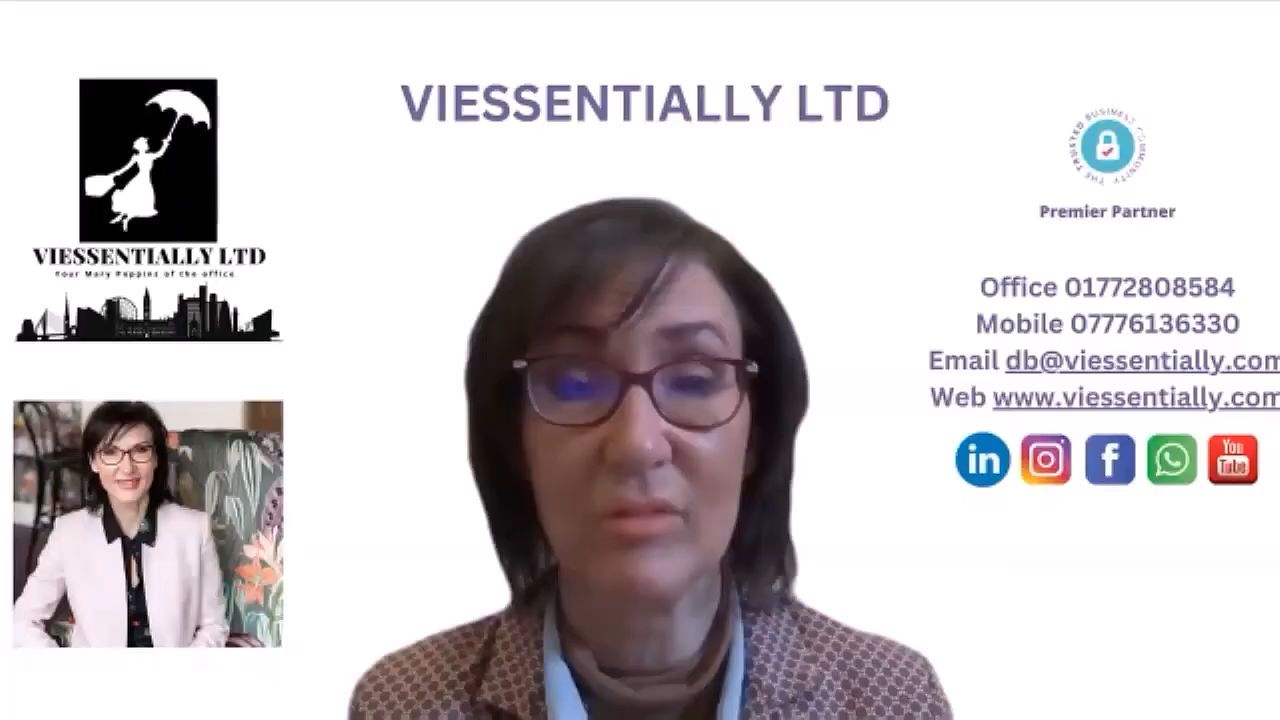 VIESSENTIALLY LTD
VIESSENTIALLY LTD
Your Mary Poppins of the office
THE TRUSTED BUSINESS COMMUNITY
Premier Partner
Office 01772808584
Mobile 07776136330
Email db@viessentially.com
Web www.viessentially.com
in
f
You
Tube